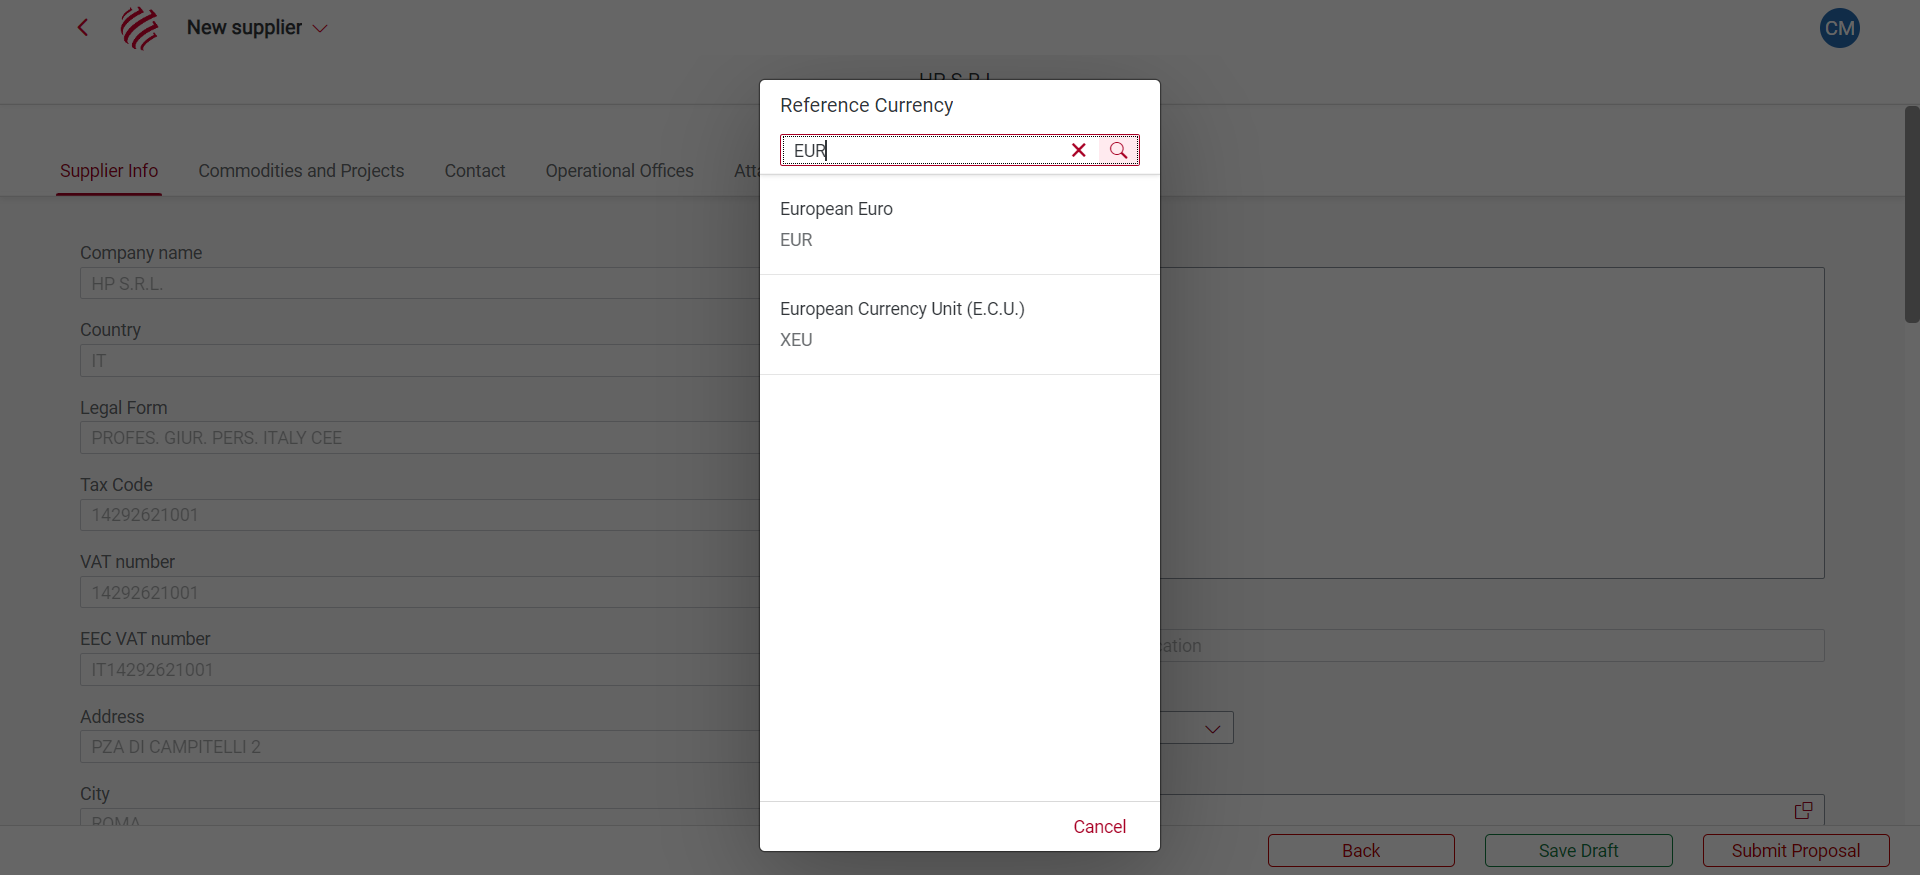 New supplier
CM
HP S.R.L.
Reference Currency
EUR
Supplier Info
Commodities and Projects
Contact
Operational Offices
European Euro
EUR
European Currency Unit (E.C.U.)
XEU
Company name
HP S.R.L.
Country
IT
Legal Form
PROFES. GIUR. PERS. ITALY CEE
Tax Code
14292621001
VAT number
14292621001
EEC VAT number
IT14292621001
Address
PZA DI CAMPITELLI 2
City
ROMA
Cancel
Back
Save Draft
Submit Proposal